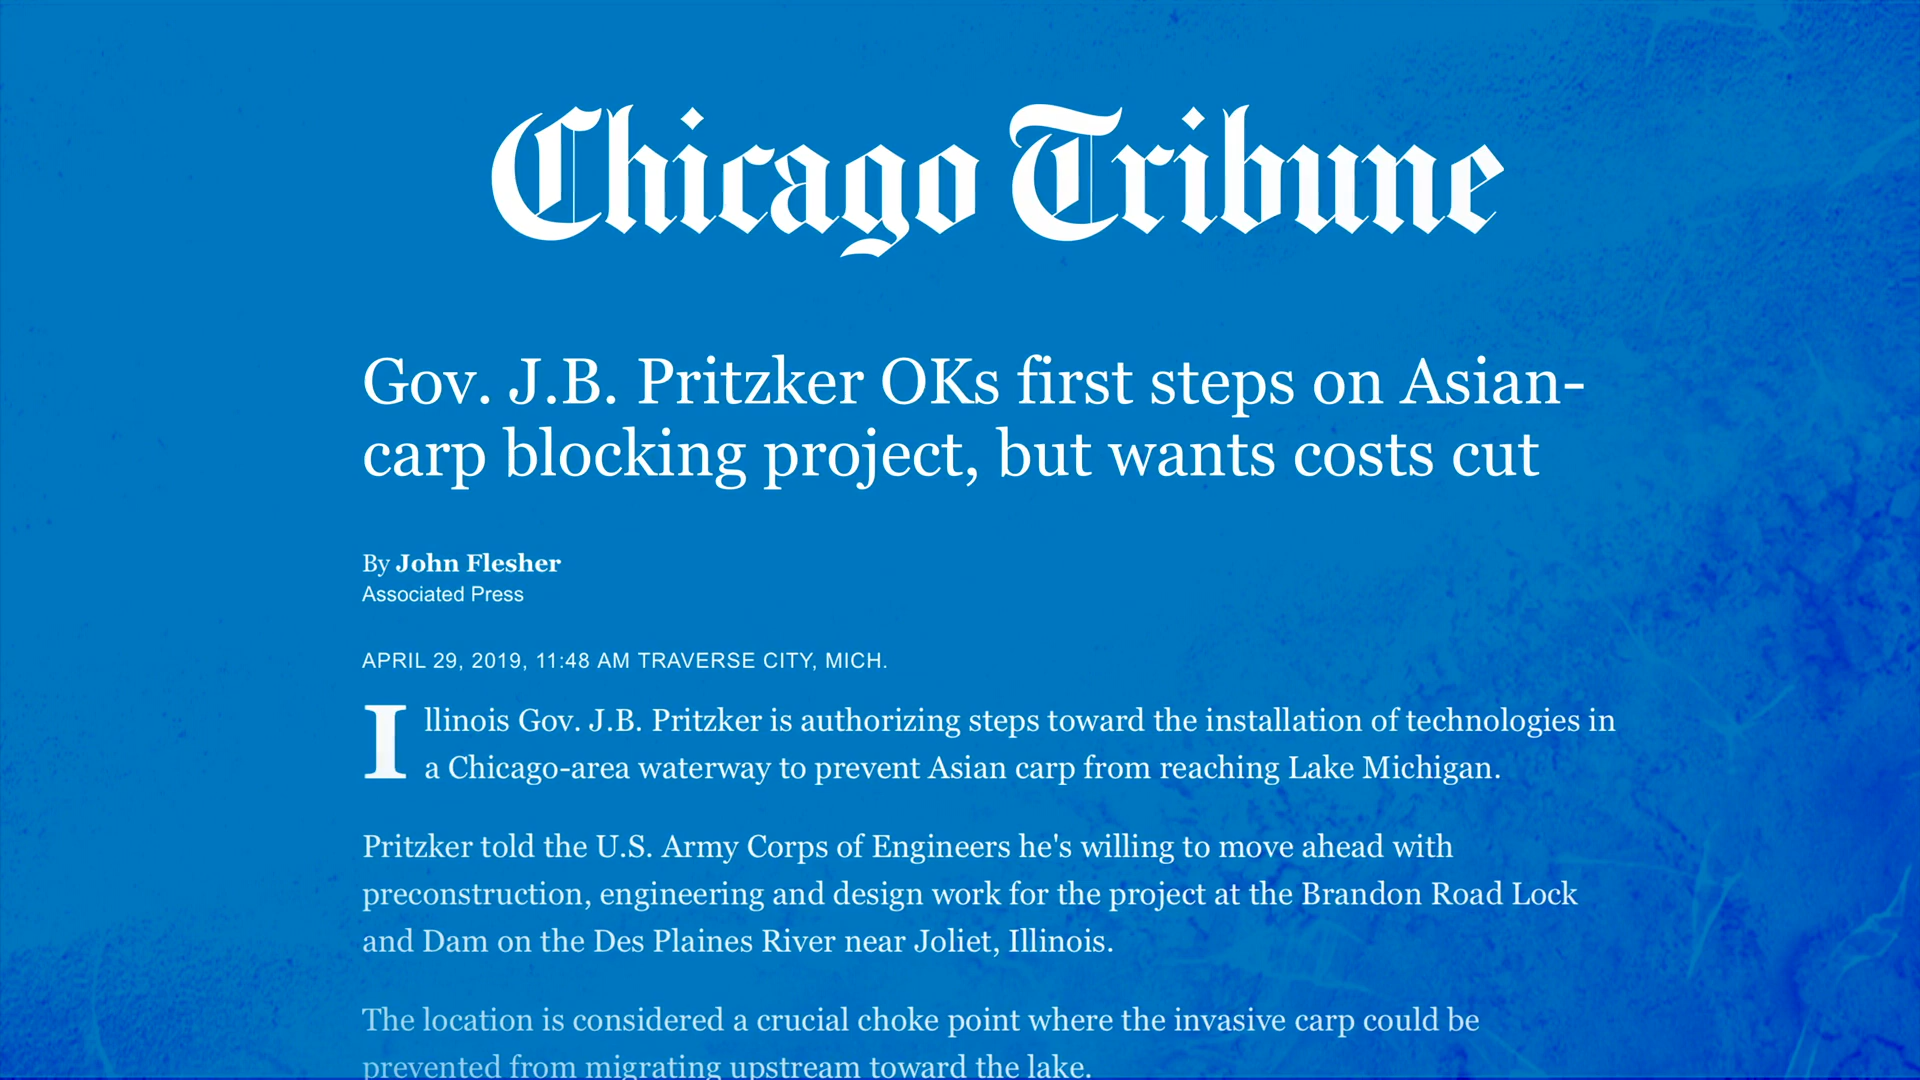 Chicago Tribune
Gov. J.B. Pritzker OKs first steps on Asian-
carp blocking project, but wants costs cut
By John Flesher
Associated Press
APRIL 29, 2019, 11:48 AM TRAVERSE CITY, MICH.
Illinois Gov. J.B. Pritzker is authorizing steps toward the installation of technologies in
a Chicago-area waterway to prevent Asian carp from reaching Lake Michigan.
Pritzker told the U.S. Army Corps of Engineers he's willing to move ahead with
preconstruction, engineering and design work for the project at the Brandon Road Lock
and Dam on the Des Plaines River near Joliet, Illinois.
The location is considered a crucial choke point where the invasive carp could be
prevented from migrating upstream toward the lake.